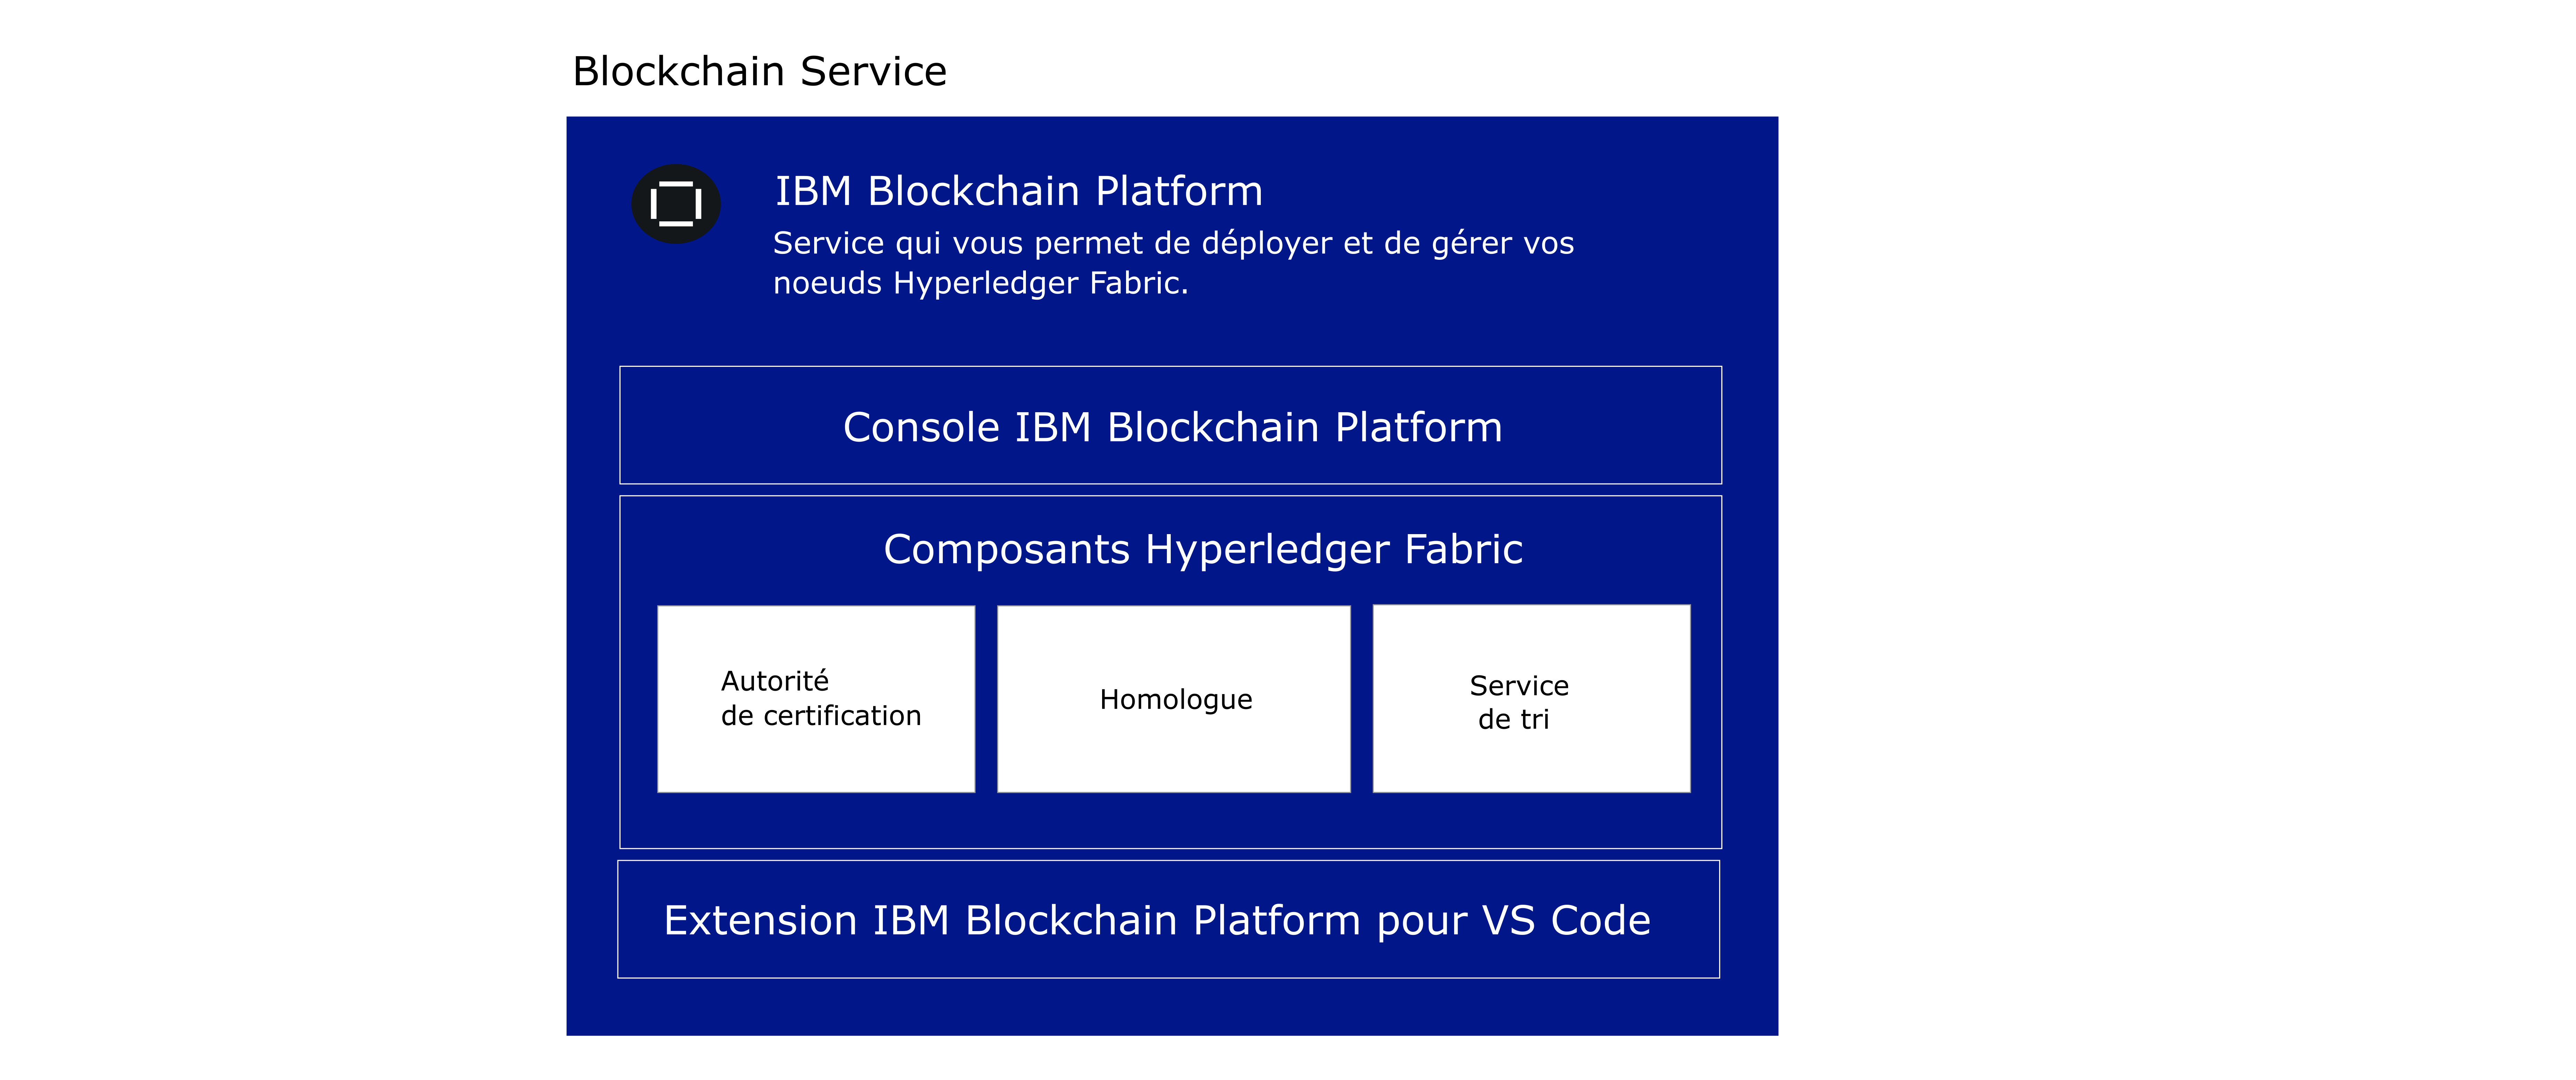 Blockchain Service
IBM Blockchain Platform
Service qui vous permet de déployer et de gérer vos
noeuds Hyperledger Fabric.
Console IBM Blockchain Platform
Composants Hyperledger Fabric
Autorité
de certification
Homologue
Service
de tri
Extension IBM Blockchain Platform pour VS Code